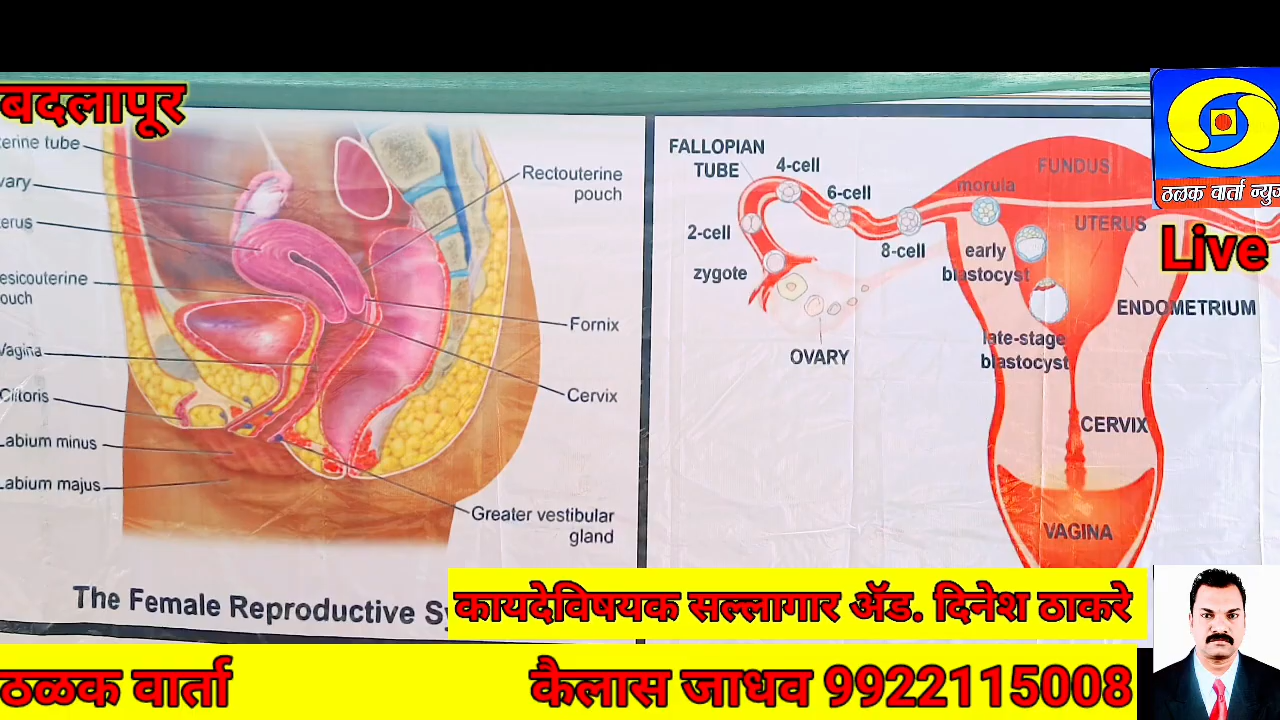 बदलापूर
terine tube
vary
terus
esicouterine
ouch
Vagina
Clitoris
Labium minus
Labium majus
Rectouterine
pouch
Fornix
Cervix
Greater vestibular
gland
The Female Reproductive Sy
FALLOPIAN
TUBE
4-cell
6-cell
2-cell
zygote
8-cell
OVARY
morula
FUNDUS
UTERUS
early
blastocyst
ENDOMETRIUM
late-stage
blastocyst
CERVIX
VAGINA
ठळक वार्ता न्युज
Live
कायदेविषयक सल्लागार ॲड. दिनेश ठाकरे
ठळक वार्ता
कैलास जाधव 9922115008